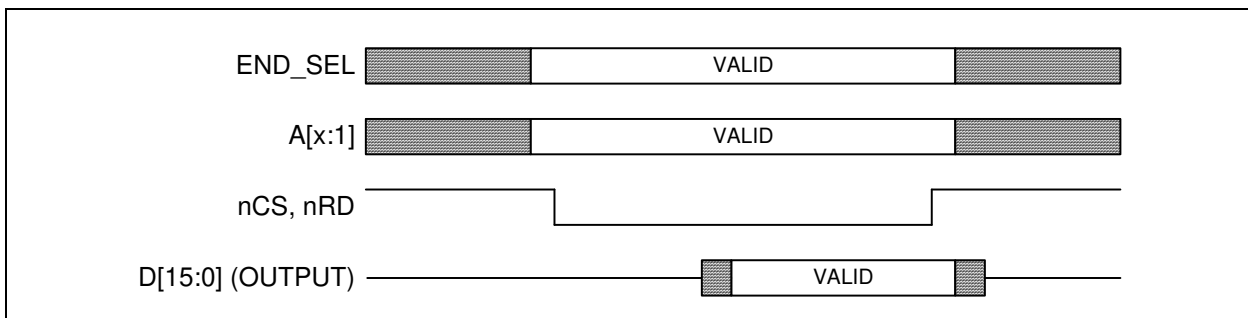 END_SEL VALID
A[x:1] VALID
nCS, nRD
D[15:0] (OUTPUT) VALID